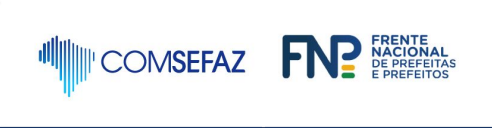 COMSEFAZ
FNP
FRENTE
NACIONAL
DE PREFEITAS
E PREFEITOS